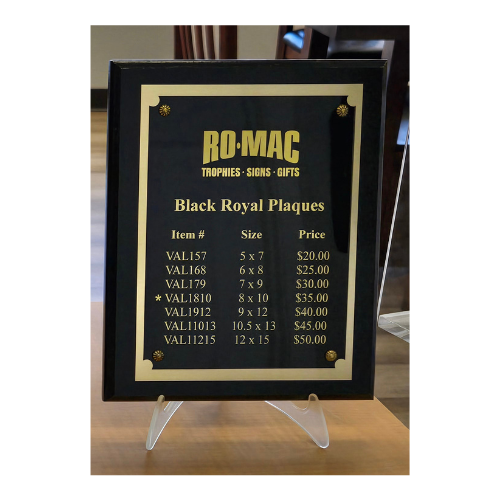 RO·MAC
TROPHIES · SIGNS · GIFTS
Black Royal Plaques
Item # Size Price
VAL157 5 x 7 $20.00
VAL168 6 x 8 $25.00
VAL179 7 x 9 $30.00
* VAL1810 8 x 10 $35.00
VAL1912 9 x 12 $40.00
VAL11013 10.5 x 13 $45.00
VAL11215 12 x 15 $50.00